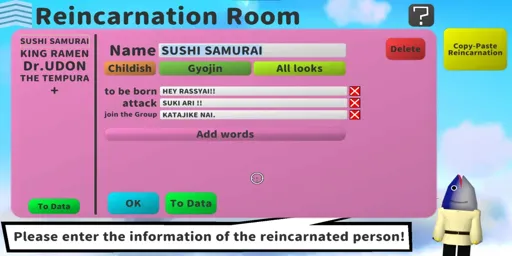 Reincarnation Room
?
Copy-Paste
Reincarnation
SUSHI SAMURAI
KING RAMEN
Dr.UDON
THE TEMPURA
+
To Data
Name SUSHI SAMURAI
Delete
Childish Gyojin All looks
to be born HEY RASSYAI!!
attack SUKI ARI !!
join the Group KATAJIKE NAI.
Add words
OK To Data
Please enter the information of the reincarnated person!